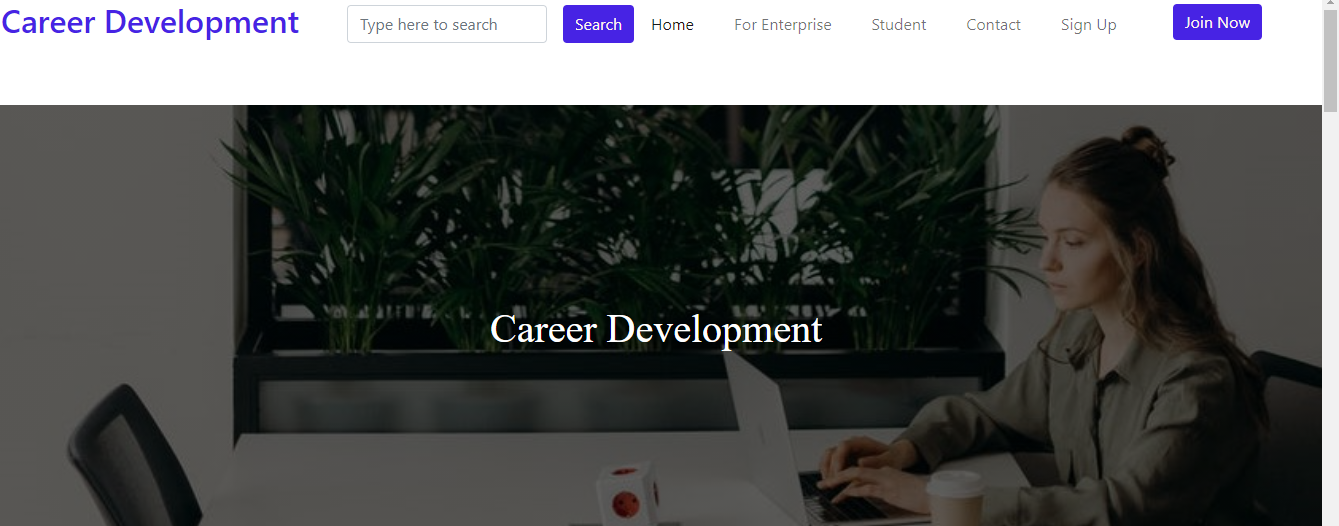 Career Development
Type here to search
Search
Home
For Enterprise
Student
Contact
Sign Up
Join Now
Career Development